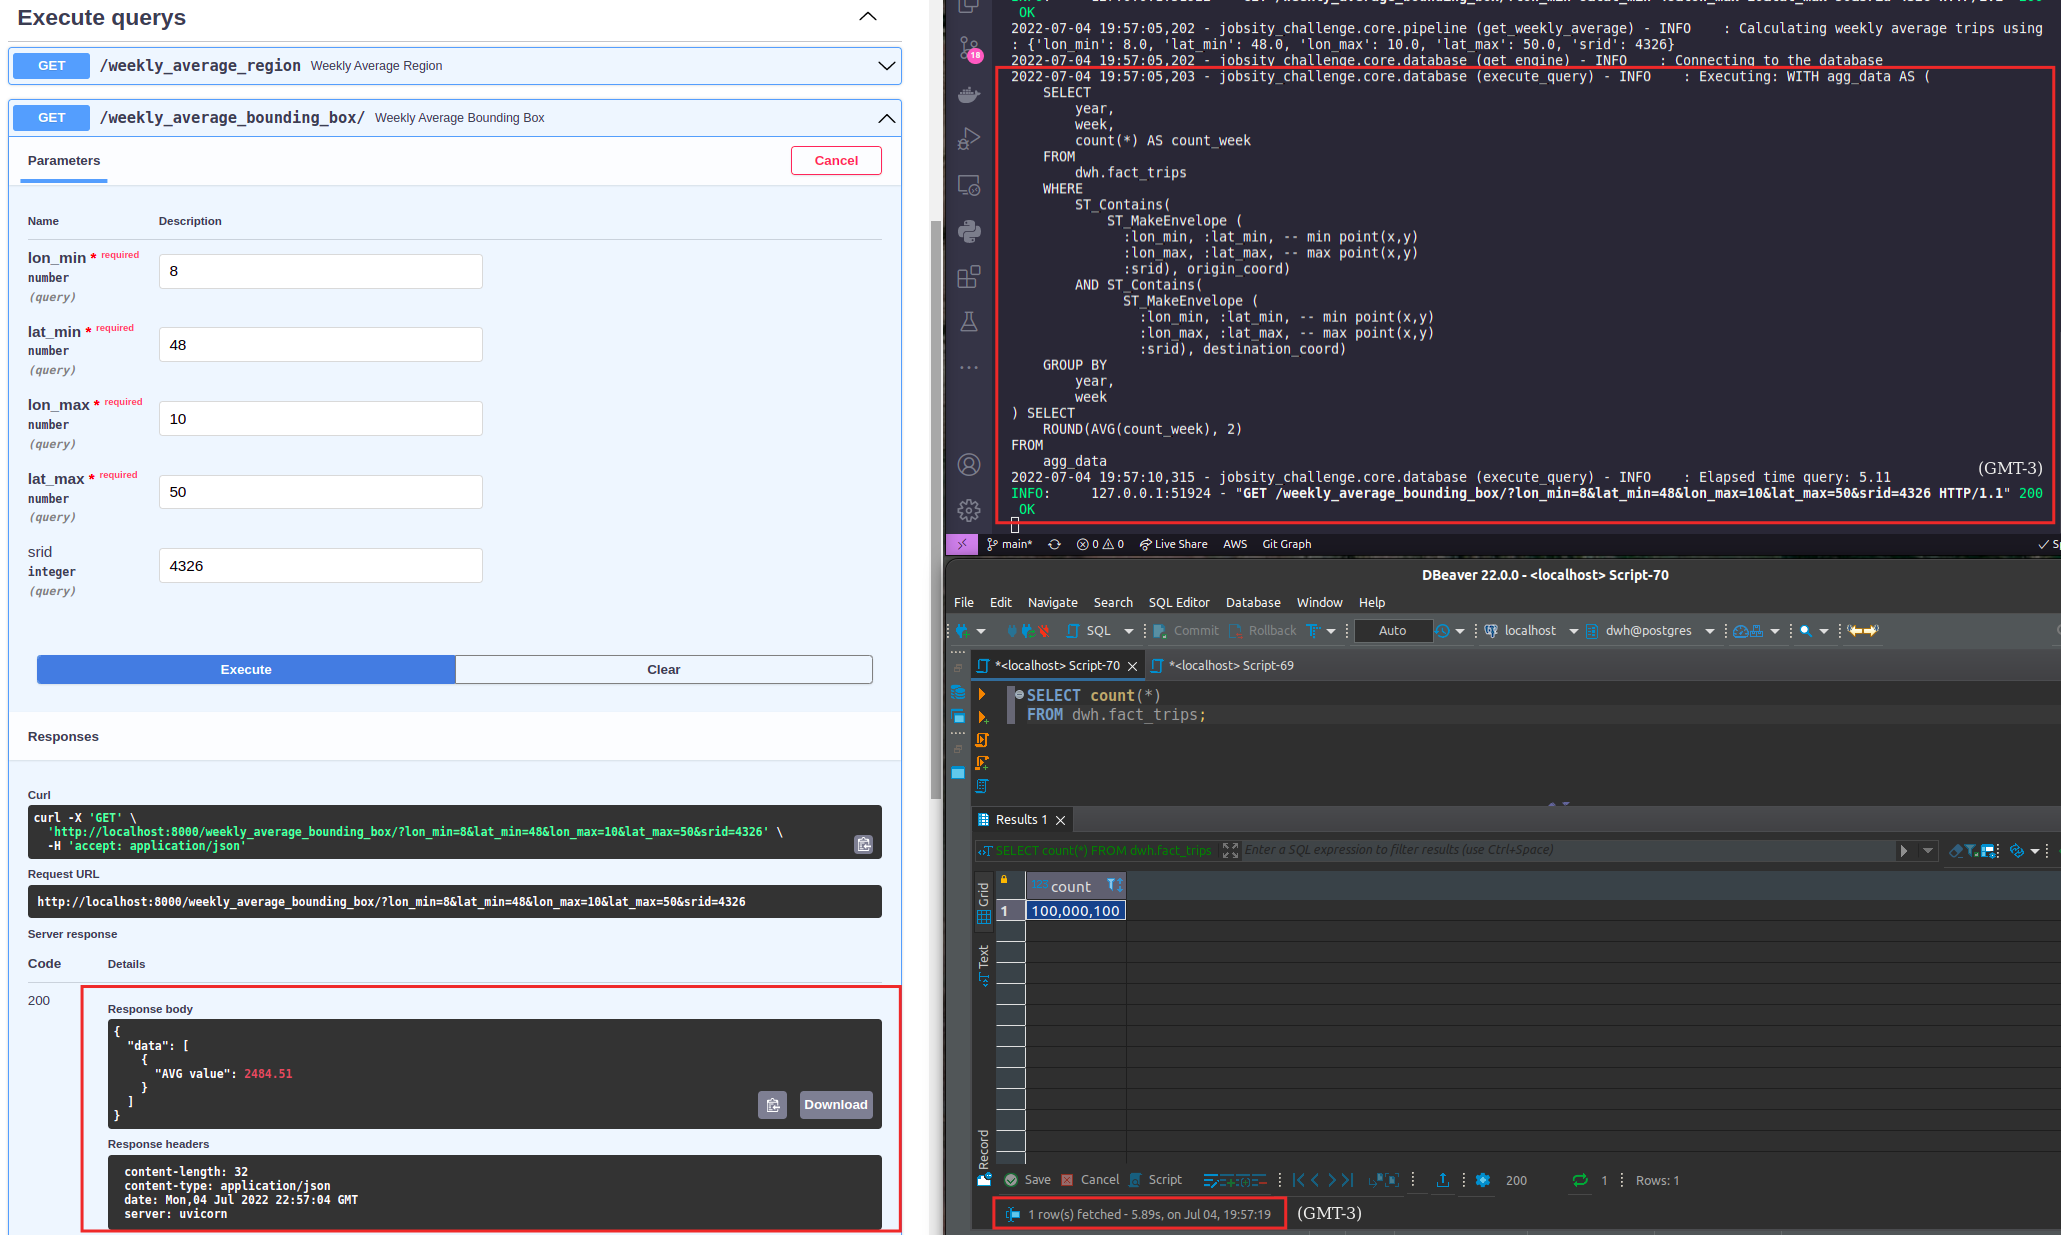 Execute querys
GET /weekly_average_region Weekly Average Region
GET /weekly_average_bounding_box/ Weekly Average Bounding Box
Parameters
Cancel
Name Description
lon_min * required
number
(query)
8
lat_min * required
number
(query)
48
lon_max * required
number
(query)
10
lat_max * required
number
(query)
50
srid
integer
(query)
4326
Execute
Clear
Responses
Curl
curl -X 'GET' \
'http://localhost:8000/weekly_average_bounding_box/?lon_min=8&lat_min=48&lon_max=10&lat_max=50&srid=4326' \
-H 'accept: application/json'
Request URL
http://localhost:8000/weekly_average_bounding_box/?lon_min=8&lat_min=48&lon_max=10&lat_max=50&srid=4326
Server response
Code Details
200
Response body
{
"data": [
{
"AVG value": 2484.51
}
]
}
Download
Response headers
content-length: 32
content-type: application/json
date: Mon,04 Jul 2022 22:57:04 GMT
server: uvicorn
OK
2022-07-04 19:57:05,202 - jobsity_challenge.core.pipeline (get_weekly_average) - INFO : Calculating weekly average trips using
: {'lon_min': 8.0, 'lat_min': 48.0, 'lon_max': 10.0, 'lat_max': 50.0, 'srid': 4326}
2022-07-04 19:57:05,202 - jobsity_challenge.core.database (get_engine) - INFO : Connecting to the database
2022-07-04 19:57:05,203 - jobsity_challenge.core.database (execute_query) - INFO : Executing: WITH agg_data AS (
SELECT
year,
week,
count(*) AS count_week
FROM
dwh.fact_trips
WHERE
ST_Contains(
ST_MakeEnvelope (
:lon_min, :lat_min, -- min point(x,y)
:lon_max, :lat_max, -- max point(x,y)
:srid), origin_coord)
AND ST_Contains(
ST_MakeEnvelope (
:lon_min, :lat_min, -- min point(x,y)
:lon_max, :lat_max, -- max point(x,y)
:srid), destination_coord)
GROUP BY
year,
week
) SELECT
ROUND(AVG(count_week), 2)
FROM
agg_data
2022-07-04 19:57:10,315 - jobsity_challenge.core.database (execute_query) - INFO : Elapsed time query: 5.11
(GMT-3)
INFO: 127.0.0.1:51924 - "GET /weekly_average_bounding_box/?lon_min=8&lat_min=48&lon_max=10&lat_max=50&srid=4326 HTTP/1.1" 200
OK
18
main* 0 0 Live Share AWS Git Graph
DBeaver 22.0.0 - <localhost> Script-70
File Edit Navigate Search SQL Editor Database Window Help
SQL Commit Rollback Auto localhost dwh@postgres
*<localhost> Script-70 *<localhost> Script-69
SELECT count(*)
FROM dwh.fact_trips;
Results 1
SELECT count(*) FROM dwh.fact_trips Enter a SQL expression to filter results (use Ctrl+Space)
Grid
Text
Record
123 count
1 100,000,100
Save Cancel Script 200 1 Rows: 1
1 row(s) fetched - 5.89s, on Jul 04, 19:57:19 (GMT-3)